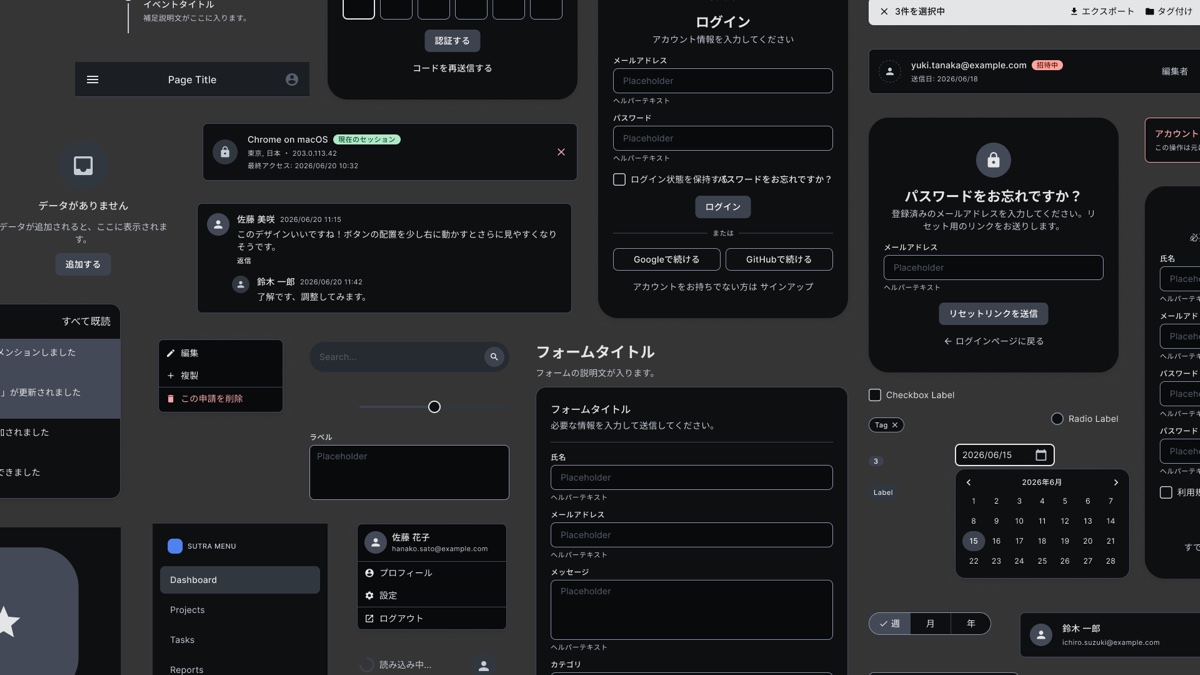 イベントタイトル
補足説明文がここに入ります。
Page Title
認証する
コードを再送信する
Chrome on macOS 現在のセッション
東京, 日本 ・ 203.0.113.42
最終アクセス: 2026/06/20 10:32
データがありません
データが追加されると、ここに表示されま
す。
追加する
佐藤 美咲 2026/06/20 11:15
このデザインいいですね！ボタンの配置を少し右に動かすとさらに見やすくなり
そうです。
返信
鈴木 一郎 2026/06/20 11:42
了解です、調整してみます。
すべて既読
メンションしました
」が更新されました
加されました
できました
編集
複製
この申請を削除
Search...
ラベル
Placeholder
SUTRA MENU
Dashboard
Projects
Tasks
Reports
佐藤 花子
hanako.sato@example.com
プロフィール
設定
ログアウト
読み込み中...
ログイン
アカウント情報を入力してください
メールアドレス
Placeholder
ヘルパーテキスト
パスワード
Placeholder
ヘルパーテキスト
ログイン状態を保持す
パスワードをお忘れですか？
ログイン
または
Googleで続ける
GitHubで続ける
アカウントをお持ちでない方は サインアップ
フォームタイトル
フォームの説明文が入ります。
フォームタイトル
必要な情報を入力して送信してください。
氏名
Placeholder
ヘルパーテキスト
メールアドレス
Placeholder
ヘルパーテキスト
メッセージ
Placeholder
ヘルパーテキスト
カテゴリ
3件を選択中
エクスポート
タグ付け
yuki.tanaka@example.com 招待中
送信日: 2026/06/18
編集者
パスワードをお忘れですか？
登録済みのメールアドレスを入力してください。リ
セット用のリンクをお送りします。
メールアドレス
Placeholder
ヘルパーテキスト
リセットリンクを送信
ログインページに戻る
Checkbox Label
Radio Label
Tag
3
Label
2026/06/15
2026年6月
1 2 3 4 5 6 7
8 9 10 11 12 13 14
15 16 17 18 19 20 21
22 23 24 25 26 27 28
週 月 年
鈴木 一郎
ichiro.suzuki@example.com
アカウント
この操作は元に
必
氏名
Placeho
ヘルパーテキ
メールアド
Placeho
ヘルパーテキ
パスワード
Placeho
ヘルパーテキ
パスワード
Placeho
ヘルパーテキ
利用規
すで